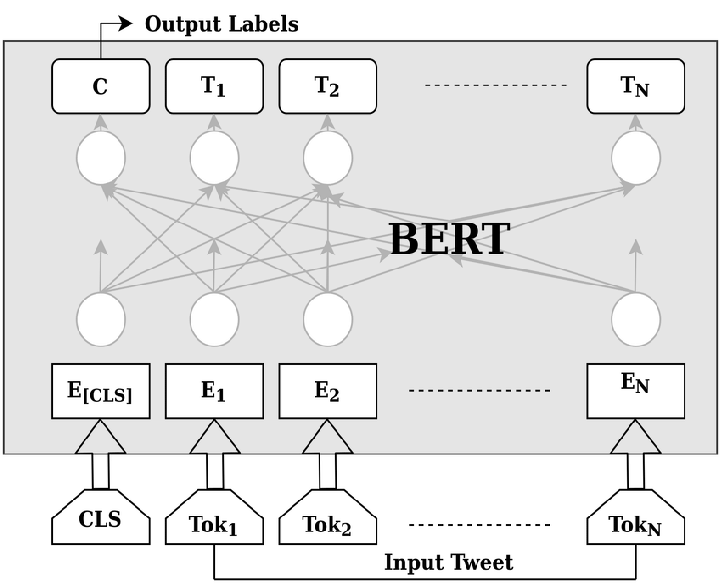 Output Labels
C T1 T2 TN
BERT
E[CLS] E1 E2 EN
CLS Tok1 Tok2 TokN
Input Tweet